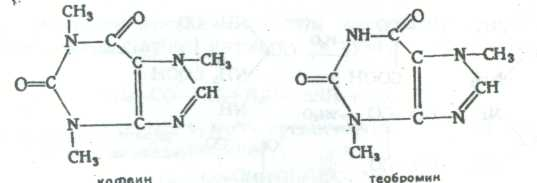 CH₃ O
N N—CH₃
O CH
N N
CH₃
кофеин
O
NH N—CH₃
O CH
N N
CH₃
теобромин